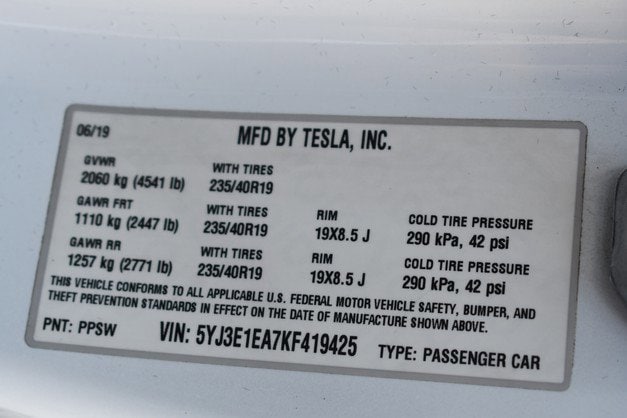 06/19 MFD BY TESLA, INC.
GVWR WITH TIRES
2060 kg (4541 lb) 235/40R19
GAWR FRT WITH TIRES RIM COLD TIRE PRESSURE
1110 kg (2447 lb) 235/40R19 19X8.5 J 290 kPa, 42 psi
GAWR RR WITH TIRES RIM COLD TIRE PRESSURE
1257 kg (2771 lb) 235/40R19 19X8.5 J 290 kPa, 42 psi
THIS VEHICLE CONFORMS TO ALL APPLICABLE U.S. FEDERAL MOTOR VEHICLE SAFETY, BUMPER, AND
THEFT PREVENTION STANDARDS IN EFFECT ON THE DATE OF MANUFACTURE SHOWN ABOVE.
PNT: PPSW VIN: 5YJ3E1EA7KF419425 TYPE: PASSENGER CAR